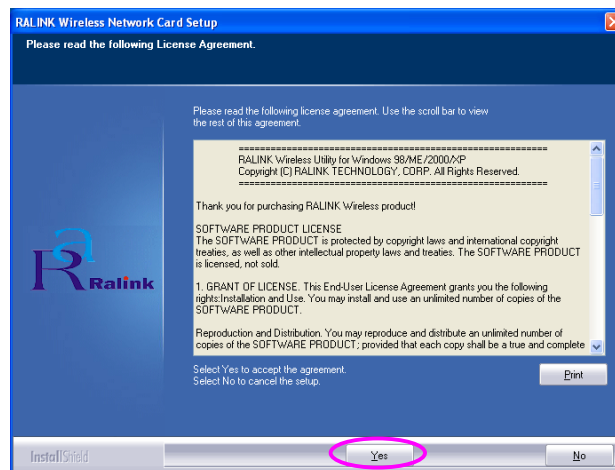 RALINK Wireless Network Card Setup
Please read the following License Agreement.
Please read the following license agreement. Use the scroll bar to view
the rest of this agreement.
============================================================
RALINK Wireless Utility for Windows 98/ME/2000/XP
Copyright (C) RALINK TECHNOLOGY, CORP. All Rights Reserved.
============================================================
Thank you for purchasing RALINK Wireless product!
SOFTWARE PRODUCT LICENSE
The SOFTWARE PRODUCT is protected by copyright laws and international copyright
treaties, as well as other intellectual property laws and treaties. The SOFTWARE PRODUCT
is licensed, not sold.
1. GRANT OF LICENSE. This End-User License Agreement grants you the following
rights:Installation and Use. You may install and use an unlimited number of copies of the
SOFTWARE PRODUCT.
Reproduction and Distribution. You may reproduce and distribute an unlimited number of
copies of the SOFTWARE PRODUCT; provided that each copy shall be a true and complete
Ralink
Select Yes to accept the agreement.
Select No to cancel the setup.
Print
InstallShield
Yes
No